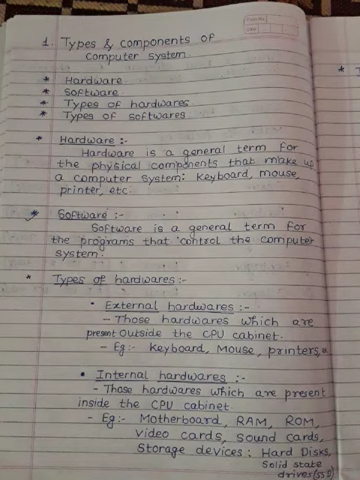 Page No.
Date
1. Types & components of
computer system.
* Hardware
* Software
* Types of hardwares
* Types of softwares
* Hardware :-
Hardware is a general term for
the physical components that make up
a computer system: keyboard, mouse,
printer, etc.
* Software :-
Software is a general term for
the programs that control the computer
system.
* Types of hardwares :-
• External hardwares :-
- Those hardwares which are
present outside the CPU cabinet.
- Eg:- Keyboard, Mouse, printers,
• Internal hardwares :-
- Those hardwares which are present
inside the CPU cabinet
- Eg:- Motherboard, RAM, ROM,
video cards, sound cards,
Storage devices: Hard Disks,
Solid state
drives(SSD)
* T